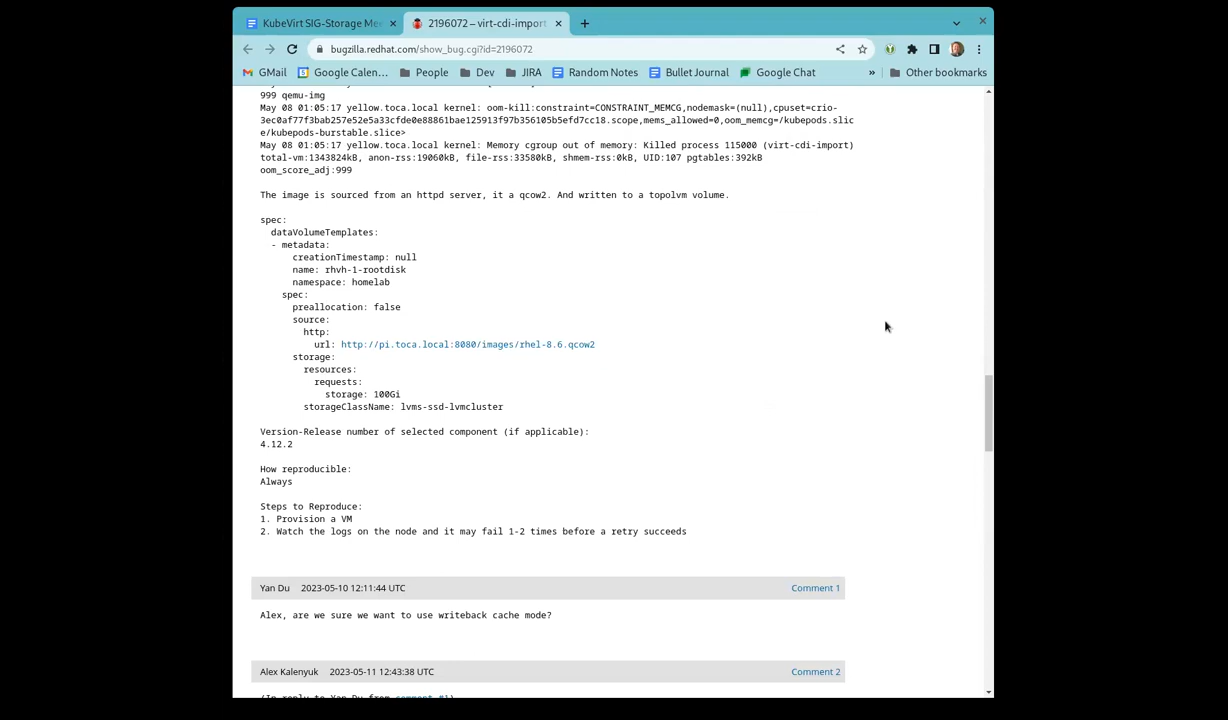 KubeVirt SIG-Storage Me
2196072 – virt-cdi-import
bugzilla.redhat.com/show_bug.cgi?id=2196072
GMail
Google Calen...
People
Dev
JIRA
Random Notes
Bullet Journal
Google Chat
»
Other bookmarks
999 qemu-img
May 08 01:05:17 yellow.toca.local kernel: oom-kill:constraint=CONSTRAINT_MEMCG,nodemask=(null),cpuset=crio-
3ec0af77f3bab257e52e5a33cfde0e88861bae125913f97b356105b5efd7cc18.scope,mems_allowed=0,oom_memcg=/kubepods.slic
e/kubepods-burstable.slice>
May 08 01:05:17 yellow.toca.local kernel: Memory cgroup out of memory: Killed process 115000 (virt-cdi-import)
total-vm:1343824kB, anon-rss:19060kB, file-rss:33580kB, shmem-rss:0kB, UID:107 pgtables:392kB
oom_score_adj:999
The image is sourced from an httpd server, it a qcow2. And written to a topolvm volume.
spec:
dataVolumeTemplates:
- metadata:
creationTimestamp: null
name: rhvh-1-rootdisk
namespace: homelab
spec:
preallocation: false
source:
http:
url: http://pi.toca.local:8080/images/rhel-8.6.qcow2
storage:
resources:
requests:
storage: 100Gi
storageClassName: lvms-ssd-lvmcluster
Version-Release number of selected component (if applicable):
4.12.2
How reproducible:
Always
Steps to Reproduce:
1. Provision a VM
2. Watch the logs on the node and it may fail 1-2 times before a retry succeeds
Yan Du 2023-05-10 12:11:44 UTC
Comment 1
Alex, are we sure we want to use writeback cache mode?
Alex Kalenyuk 2023-05-11 12:43:38 UTC
Comment 2
(In reply to Yan Du from comment #1)